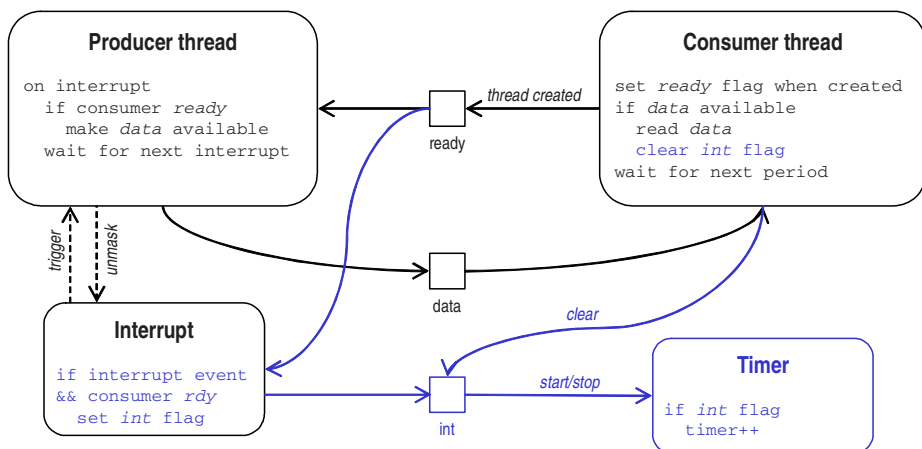 Producer thread
on interrupt
if consumer ready
make data available
wait for next interrupt
thread created
ready
Consumer thread
set ready flag when created
if data available
read data
clear int flag
wait for next period
trigger
unmask
data
Interrupt
if interrupt event
&& consumer rdy
set int flag
clear
int
start/stop
Timer
if int flag
timer++